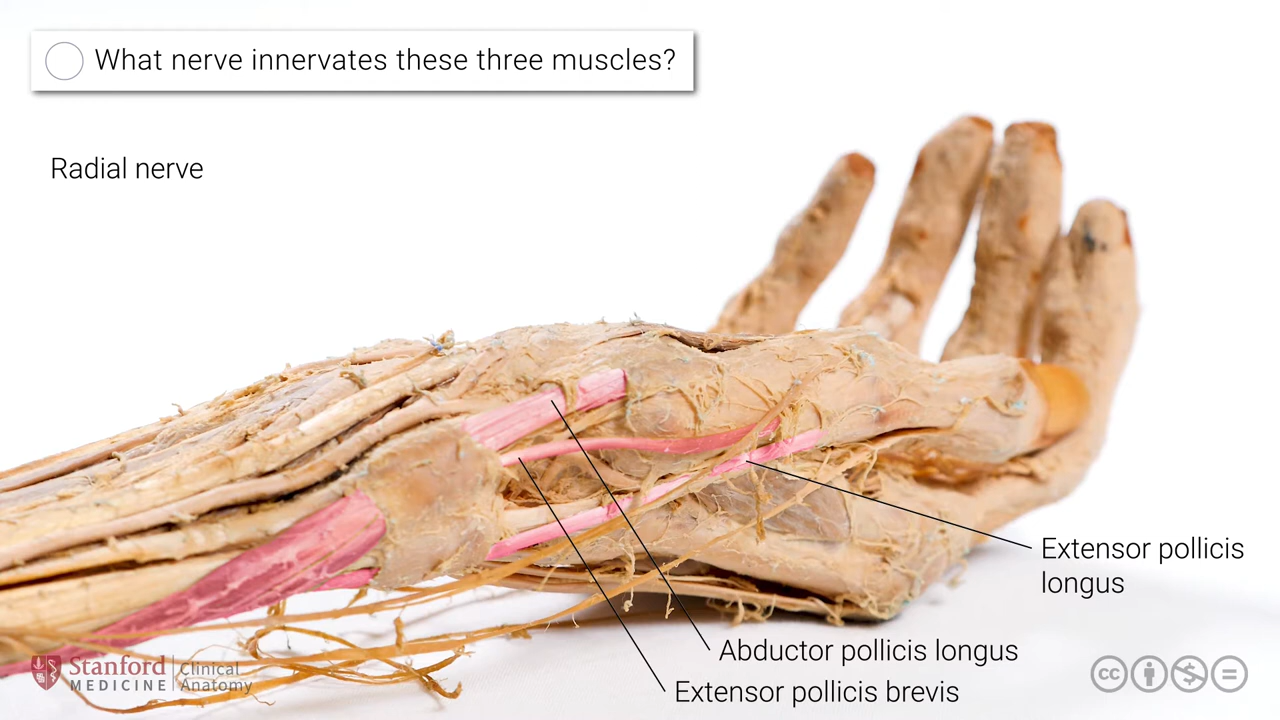 What nerve innervates these three muscles?
Radial nerve
Extensor pollicis
longus
Abductor pollicis longus
Extensor pollicis brevis
Stanford
MEDICINE
Clinical
Anatomy
cc